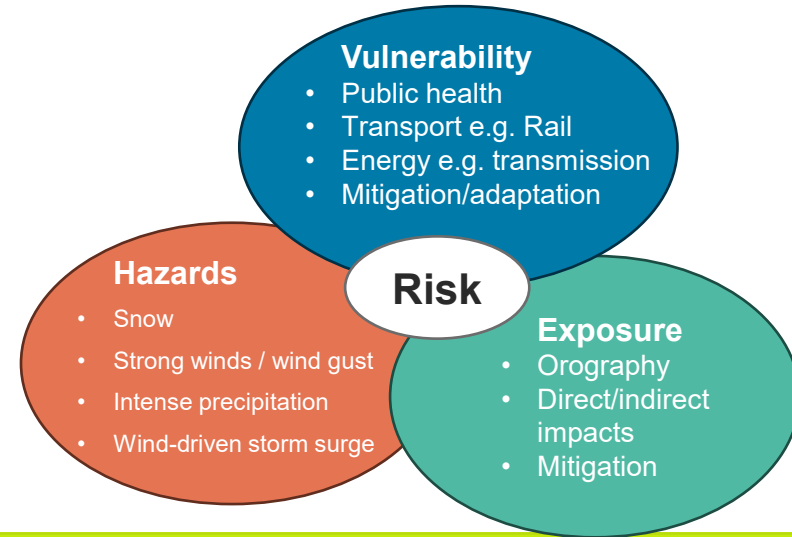 Vulnerability
• Public health
• Transport e.g. Rail
• Energy e.g. transmission
• Mitigation/adaptation
Risk
Hazards
• Snow
• Strong winds / wind gust
• Intense precipitation
• Wind-driven storm surge
Exposure
• Orography
• Direct/indirect
impacts
• Mitigation